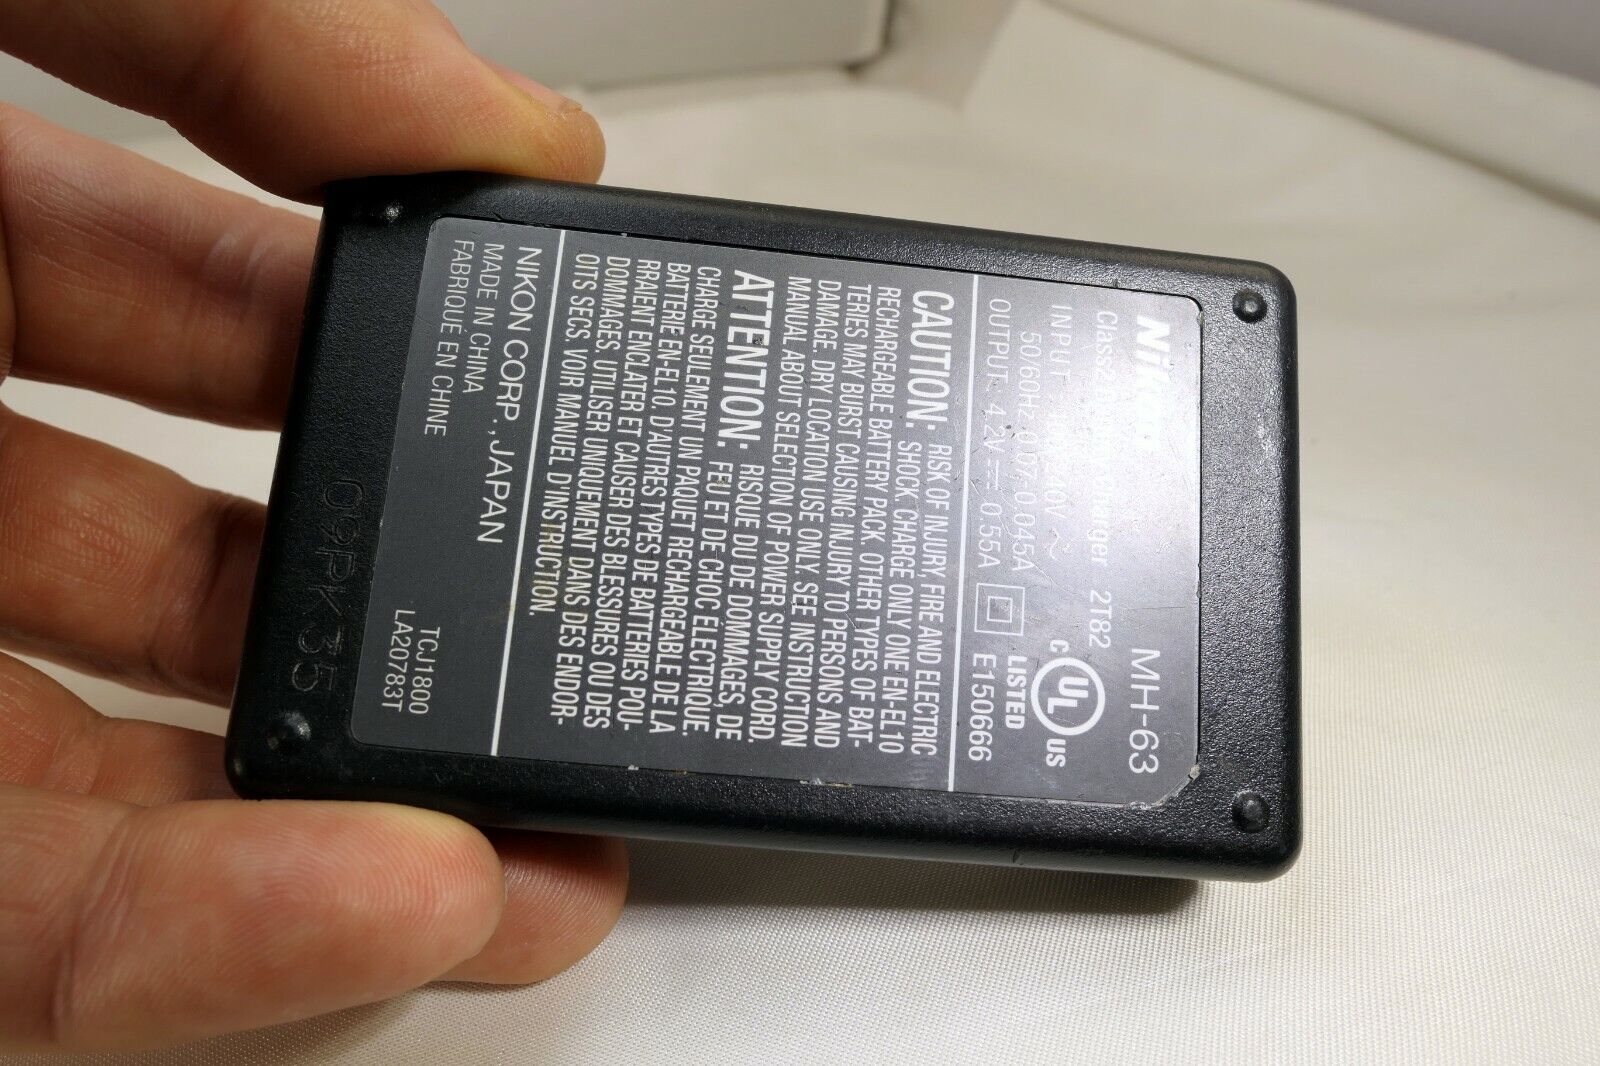 Nikon MH-63
Class2 Battery Charger 2T82
INPUT 100-240V ~
50/60Hz 0.07-0.045A
OUTPUT: 4.2V ⎓ 0.55A
C UL US
LISTED
E150666
CAUTION: RISK OF INJURY, FIRE AND ELECTRIC
SHOCK. CHARGE ONLY ONE EN-EL10
RECHARGEABLE BATTERY PACK. OTHER TYPES OF BAT-
TERIES MAY BURST CAUSING INJURY TO PERSONS AND
DAMAGE. DRY LOCATION USE ONLY. SEE INSTRUCTION
MANUAL ABOUT SELECTION OF POWER SUPPLY CORD.
ATTENTION: RISQUE DU DE DOMMAGES, DE
FEU ET DE CHOC ÉLECTRIQUE.
CHARGE SEULEMENT UN PAQUET RECHARGEABLE DE LA
BATTERIE EN-EL10. D'AUTRES TYPES DE BATTERIES POU-
RRAIENT ENCLATER ET CAUSER DES BLESSURES OU DES
DOMMAGES. UTILISER UNIQUEMENT DANS DES ENDOR-
OITS SECS. VOIR MANUEL D'INSTRUCTION.
NIKON CORP., JAPAN
MADE IN CHINA
FABRIQUÉ EN CHINE
TCJ1800
LA20783T
09PK35